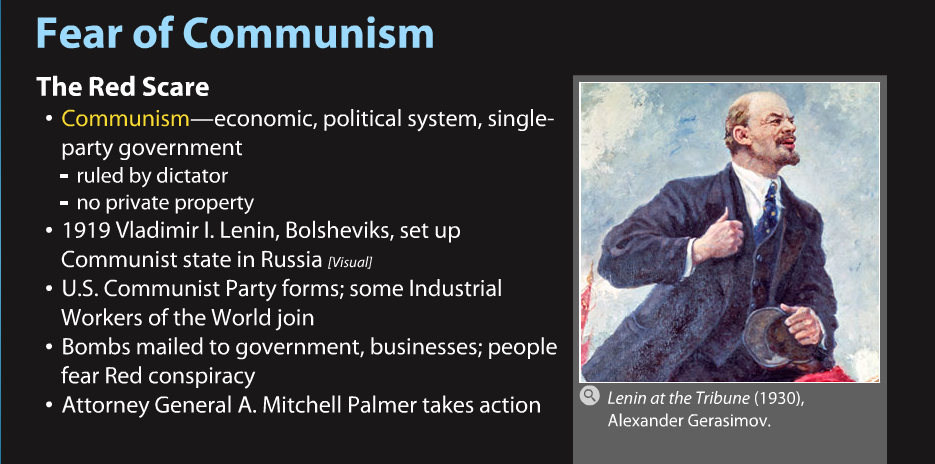 Fear of Communism
The Red Scare
• Communism—economic, political system, single-
party government
- ruled by dictator
- no private property
• 1919 Vladimir I. Lenin, Bolsheviks, set up
Communist state in Russia [Visual]
• U.S. Communist Party forms; some Industrial
Workers of the World join
• Bombs mailed to government, businesses; people
fear Red conspiracy
• Attorney General A. Mitchell Palmer takes action
Lenin at the Tribune (1930),
Alexander Gerasimov.